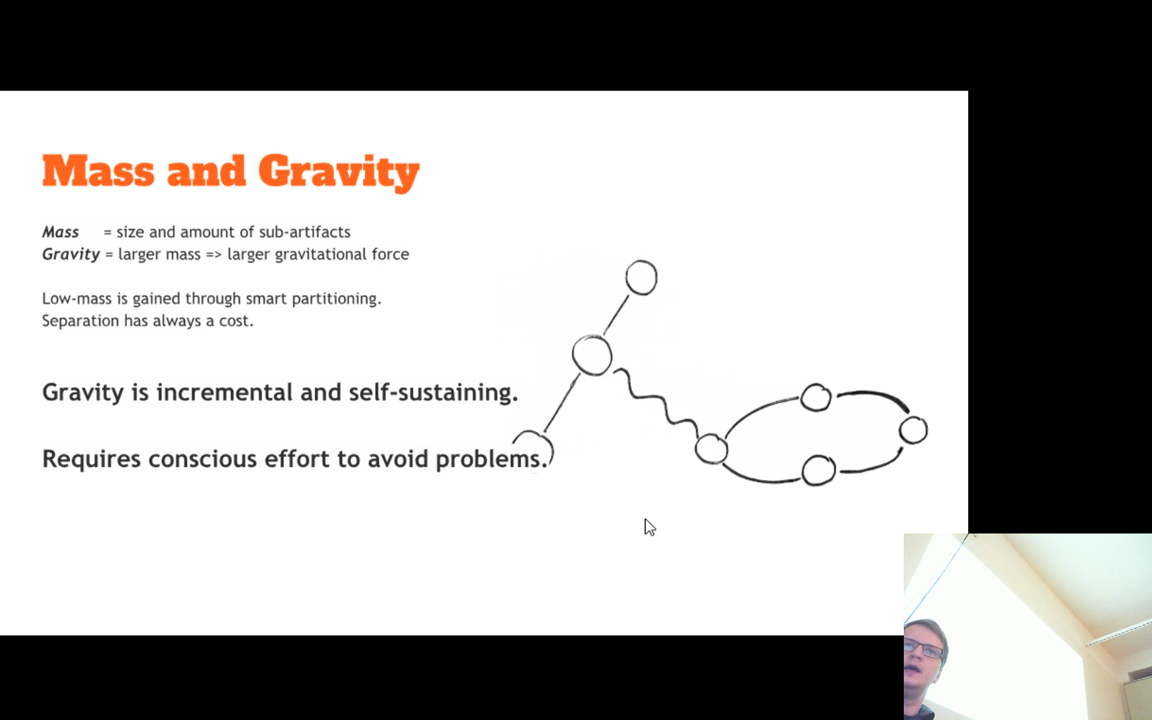 Mass and Gravity
Mass = size and amount of sub-artifacts
Gravity = larger mass => larger gravitational force
Low-mass is gained through smart partitioning.
Separation has always a cost.
Gravity is incremental and self-sustaining.
Requires conscious effort to avoid problems.